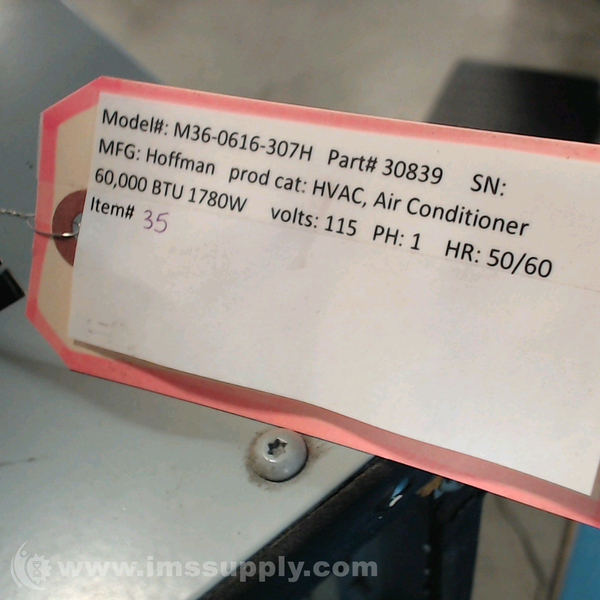 Model#: M36-0616-307H Part# 30839 SN:
MFG: Hoffman prod cat: HVAC, Air Conditioner
60,000 BTU 1780W volts: 115 PH: 1 HR: 50/60
Item# 35
www.imssupply.com